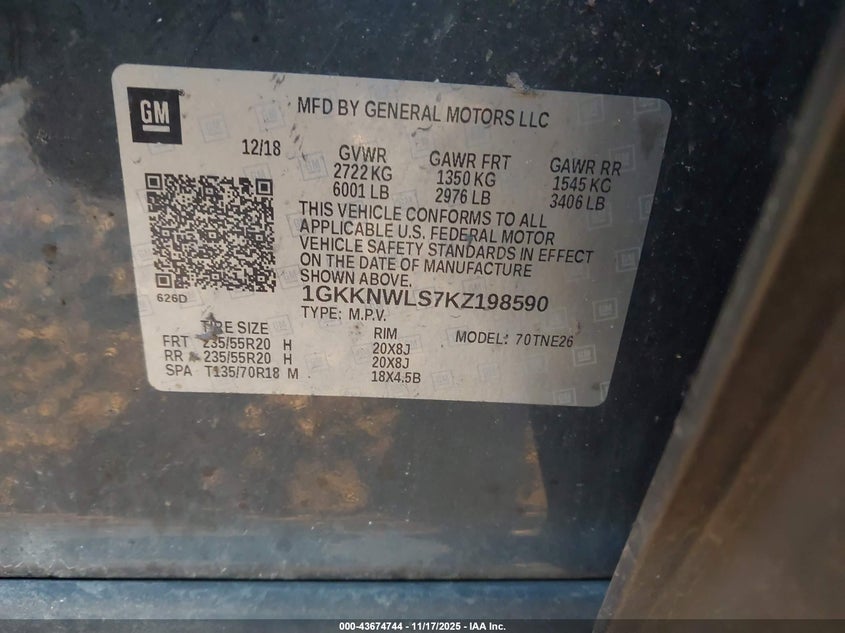 GM
MFD BY GENERAL MOTORS LLC
12/18
GVWR GAWR FRT GAWR RR
2722 KG 1350 KG 1545 KG
6001 LB 2976 LB 3406 LB
THIS VEHICLE CONFORMS TO ALL
APPLICABLE U.S. FEDERAL MOTOR
VEHICLE SAFETY STANDARDS IN EFFECT
ON THE DATE OF MANUFACTURE
SHOWN ABOVE.
626D
1GKKNWLS7KZ198590
TYPE: M.P.V.
TIRE SIZE RIM MODEL: 70TNE26
FRT 235/55R20 H 20X8J
RR 235/55R20 H 20X8J
SPA T135/70R18 M 18X4.5B
000-43674744 — 11/17/2025 — IAA Inc.